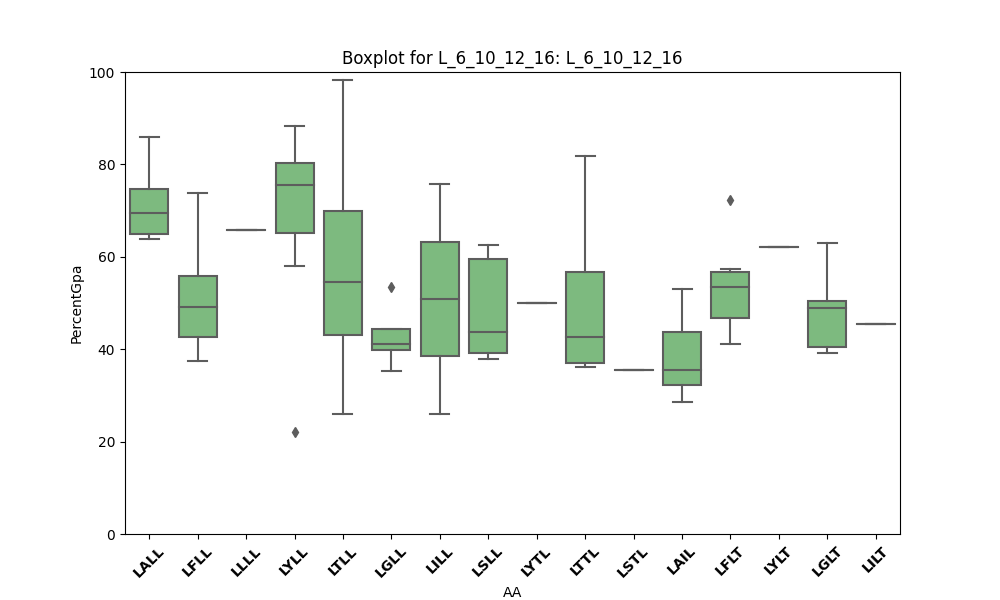 Boxplot for L_6_10_12_16: L_6_10_12_16
100
80
60
40
20
0
PercentGpa
LALL LFLL LLLL LYLL LTLL LGLL LILL LSLL LYTL LTTL LSTL LAIL LFLT LYLT LGLT LILT
AA